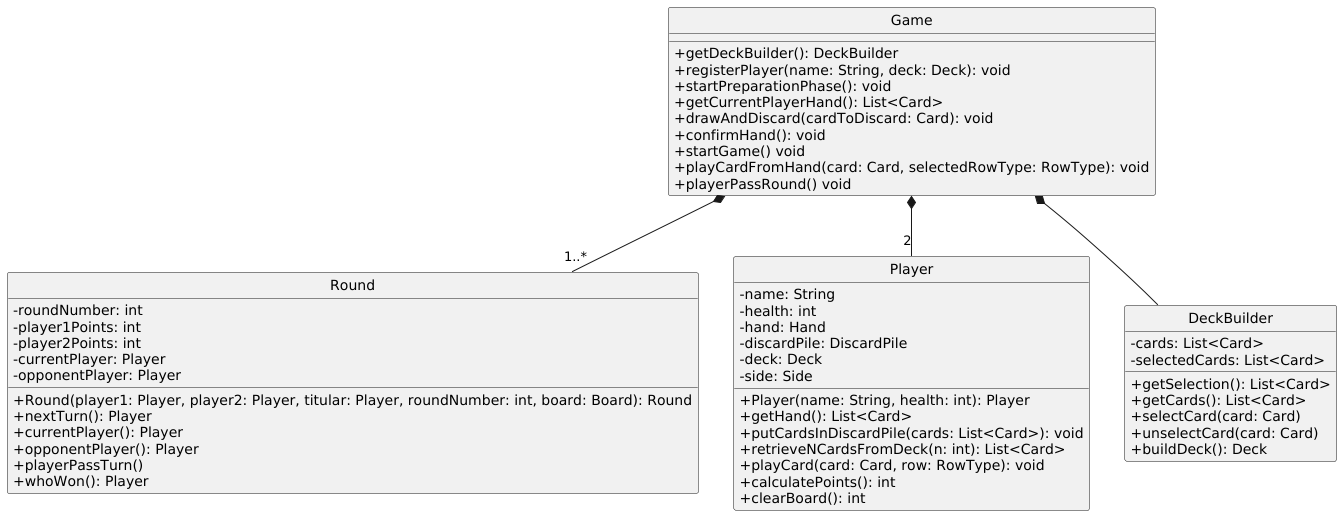 Game
+getDeckBuilder(): DeckBuilder
+registerPlayer(name: String, deck: Deck): void
+startPreparationPhase(): void
+getCurrentPlayerHand(): List<Card>
+drawAndDiscard(cardToDiscard: Card): void
+confirmHand(): void
+startGame() void
+playCardFromHand(card: Card, selectedRowType: RowType): void
+playerPassRound() void
1..*
2
Round
-roundNumber: int
-player1Points: int
-player2Points: int
-currentPlayer: Player
-opponentPlayer: Player
+Round(player1: Player, player2: Player, titular: Player, roundNumber: int, board: Board): Round
+nextTurn(): Player
+currentPlayer(): Player
+opponentPlayer(): Player
+playerPassTurn()
+whoWon(): Player
Player
-name: String
-health: int
-hand: Hand
-discardPile: DiscardPile
-deck: Deck
-side: Side
+Player(name: String, health: int): Player
+getHand(): List<Card>
+putCardsInDiscardPile(cards: List<Card>): void
+retrieveNCardsFromDeck(n: int): List<Card>
+playCard(card: Card, row: RowType): void
+calculatePoints(): int
+clearBoard(): int
DeckBuilder
-cards: List<Card>
-selectedCards: List<Card>
+getSelection(): List<Card>
+getCards(): List<Card>
+selectCard(card: Card)
+unselectCard(card: Card)
+buildDeck(): Deck